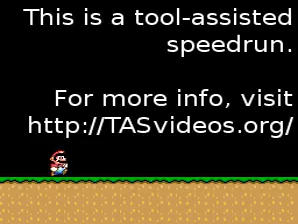 This is a tool-assisted
speedrun.
For more info, visit
http://TASvideos.org/